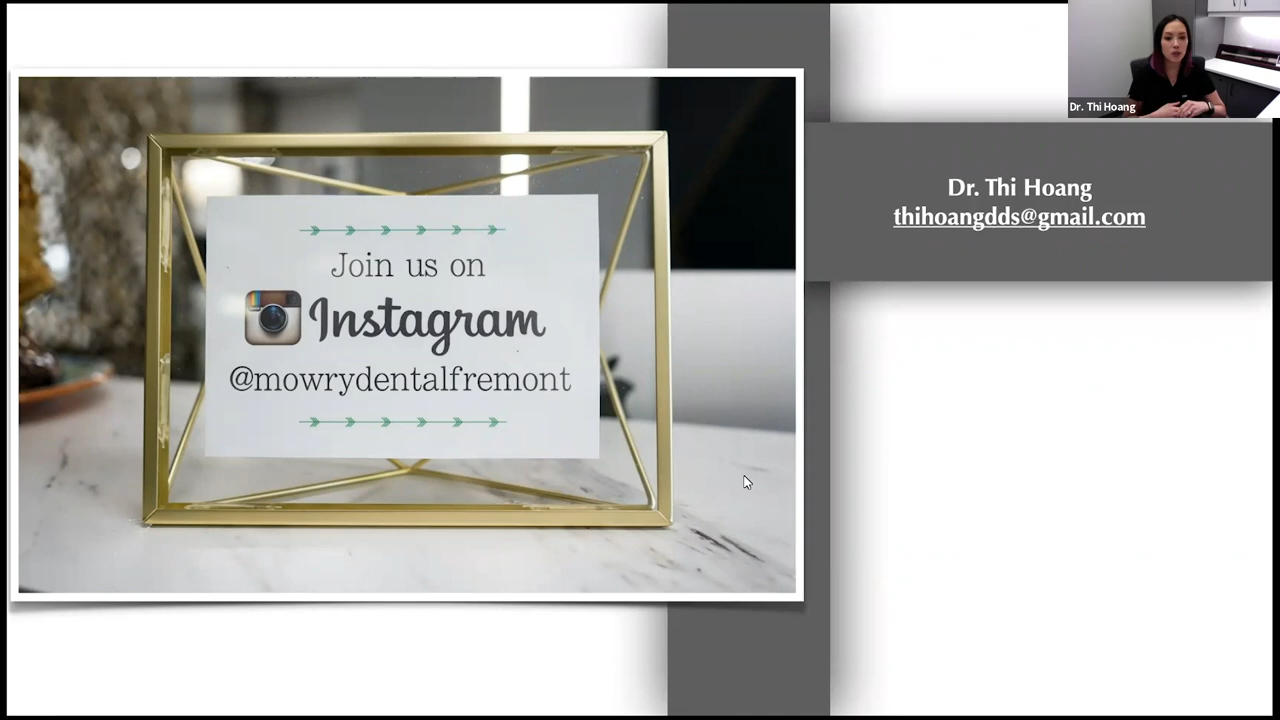 Join us on
Instagram
@mowrydentalfremont
Dr. Thi Hoang
Dr. Thi Hoang
thihoangdds@gmail.com